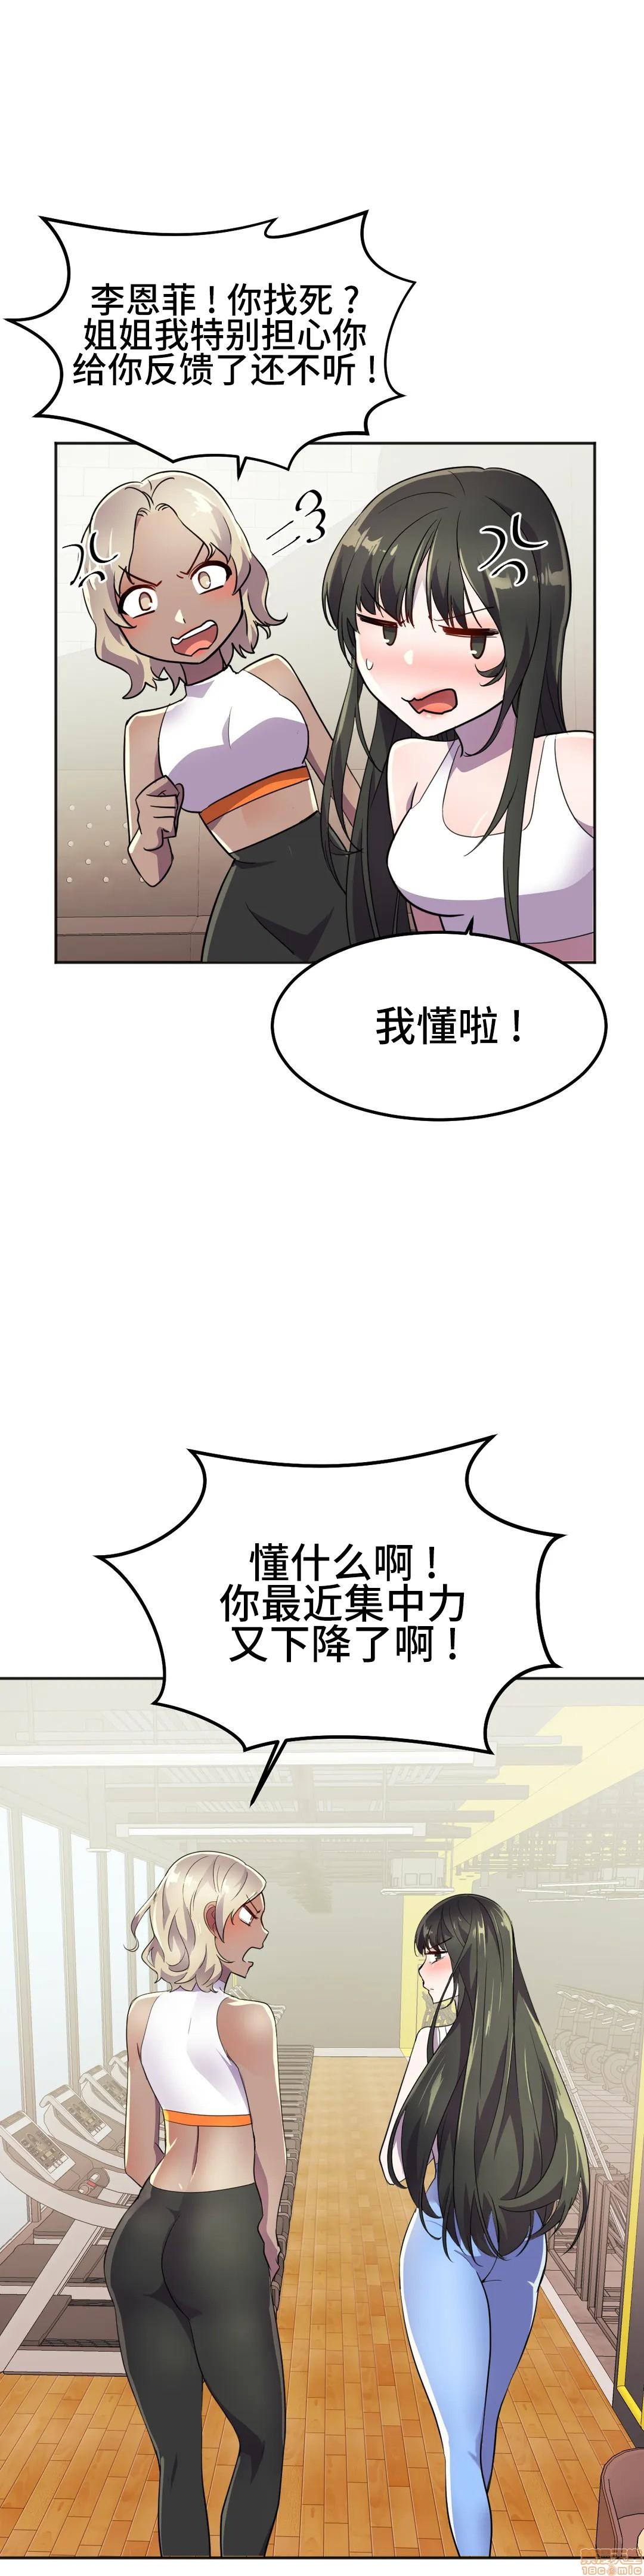 李恩菲！你找死？
姐姐我特别担心你
给你反馈了还不听！
我懂啦！
懂什么啊！
你最近集中力
又下降了啊！
18comic